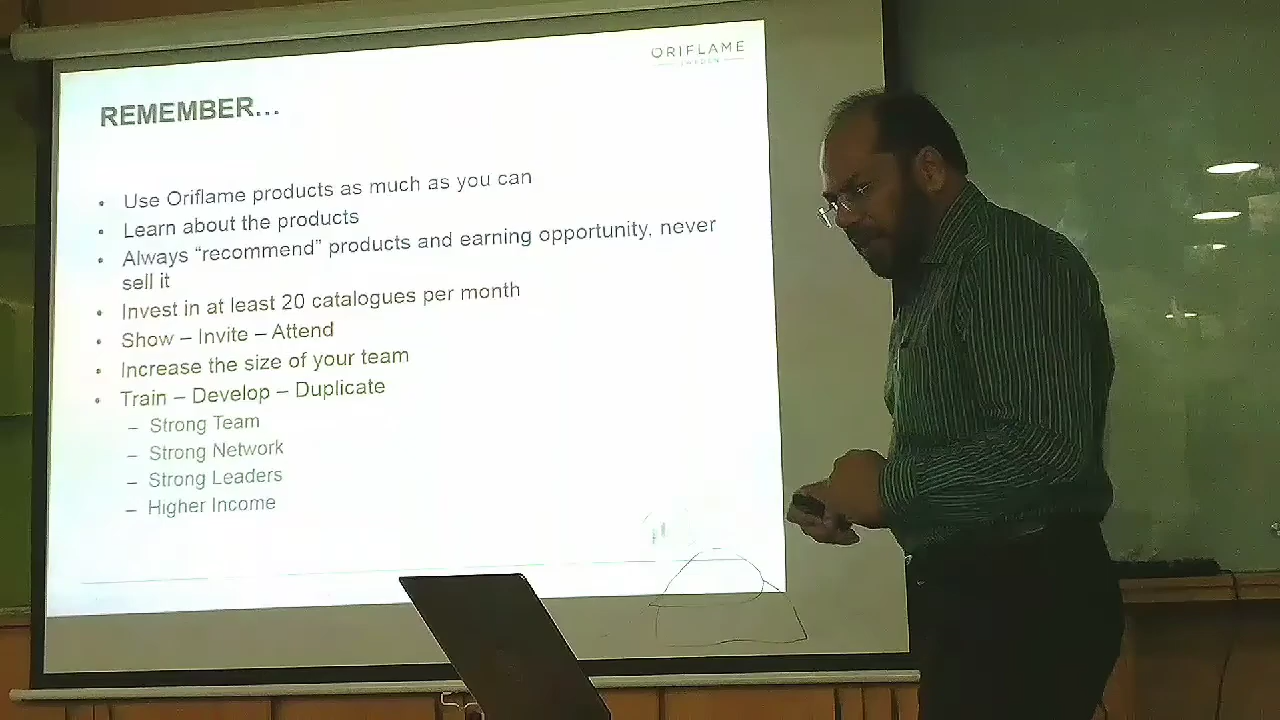 ORIFLAME
SWEDEN
REMEMBER...
• Use Oriflame products as much as you can
• Learn about the products
• Always “recommend” products and earning opportunity, never
sell it
• Invest in at least 20 catalogues per month
• Show – Invite – Attend
• Increase the size of your team
• Train – Develop – Duplicate
– Strong Team
– Strong Network
– Strong Leaders
– Higher Income